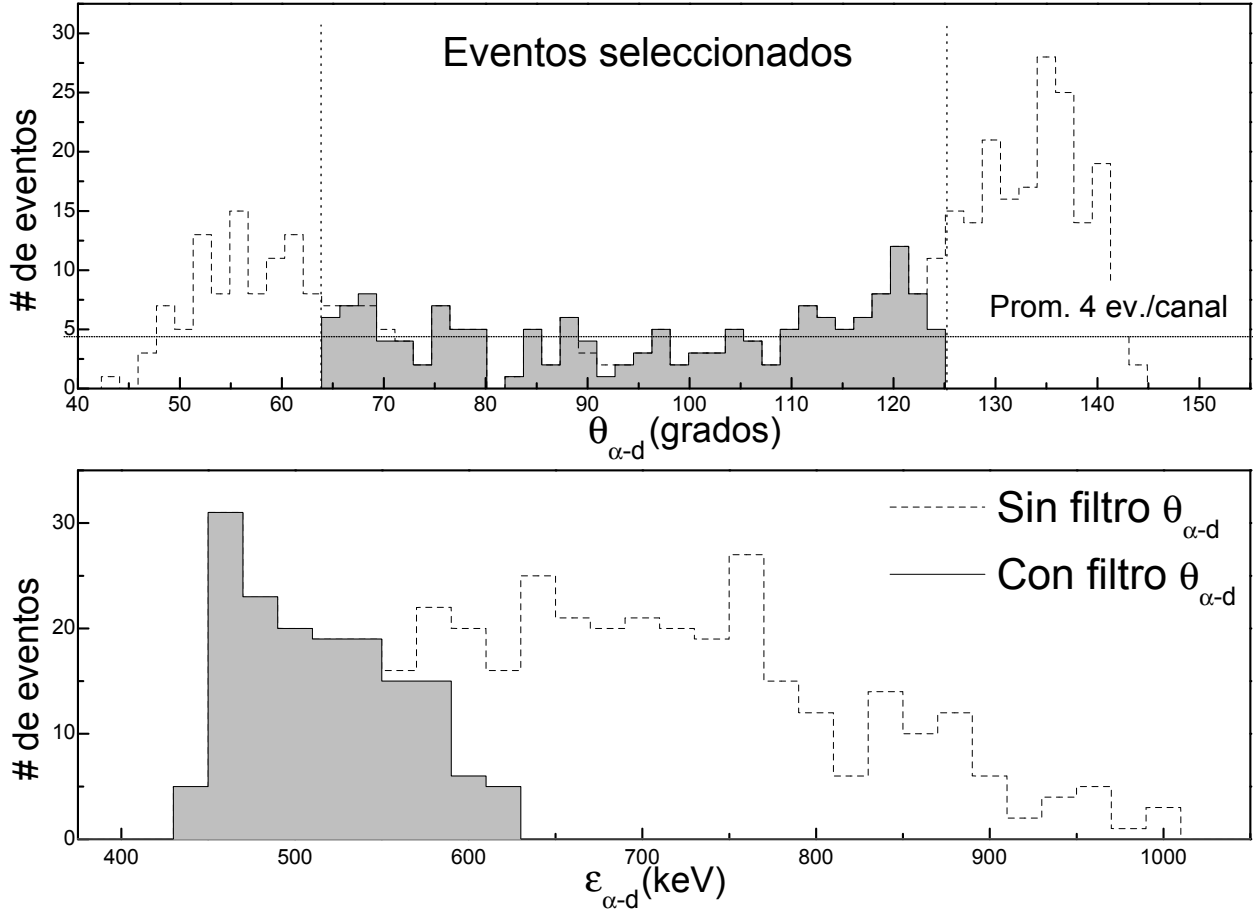 Eventos seleccionados
# de eventos
30
25
20
15
10
5
0
Prom. 4 ev./canal
40 50 60 70 80 90 100 110 120 130 140 150
θα-d (grados)
# de eventos
30
20
10
0
Sin filtro θα-d
Con filtro θα-d
400 500 600 700 800 900 1000
εα-d (keV)